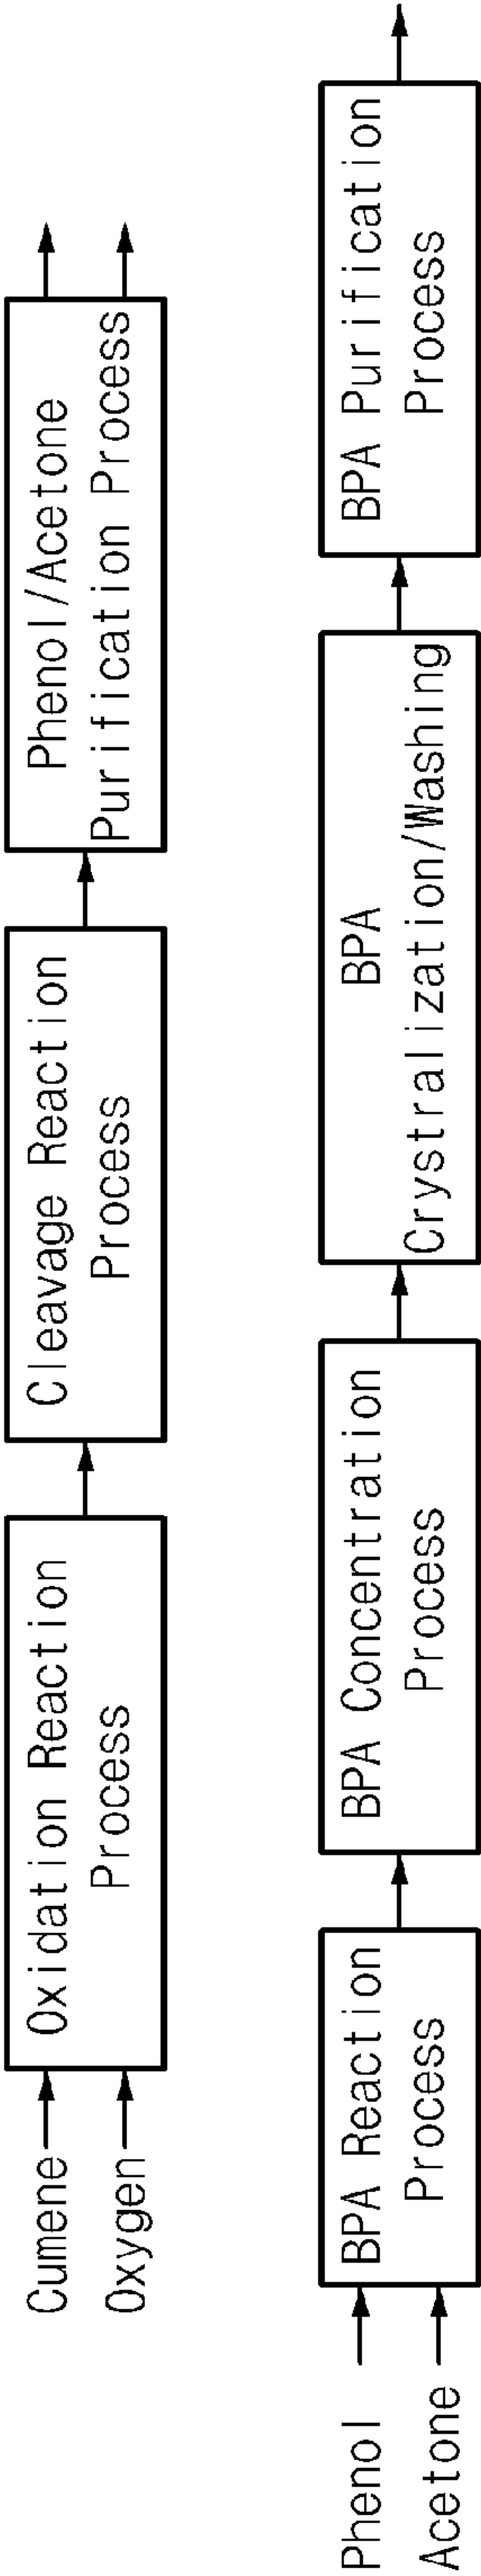 Cumene
Oxygen
Oxidation Reaction
Process
Cleavage Reaction
Process
Phenol/Acetone
Purification Process
Phenol
Acetone
BPA Reaction
Process
BPA Concentration
Process
BPA
Crystralization/Washing
BPA Purification
Process